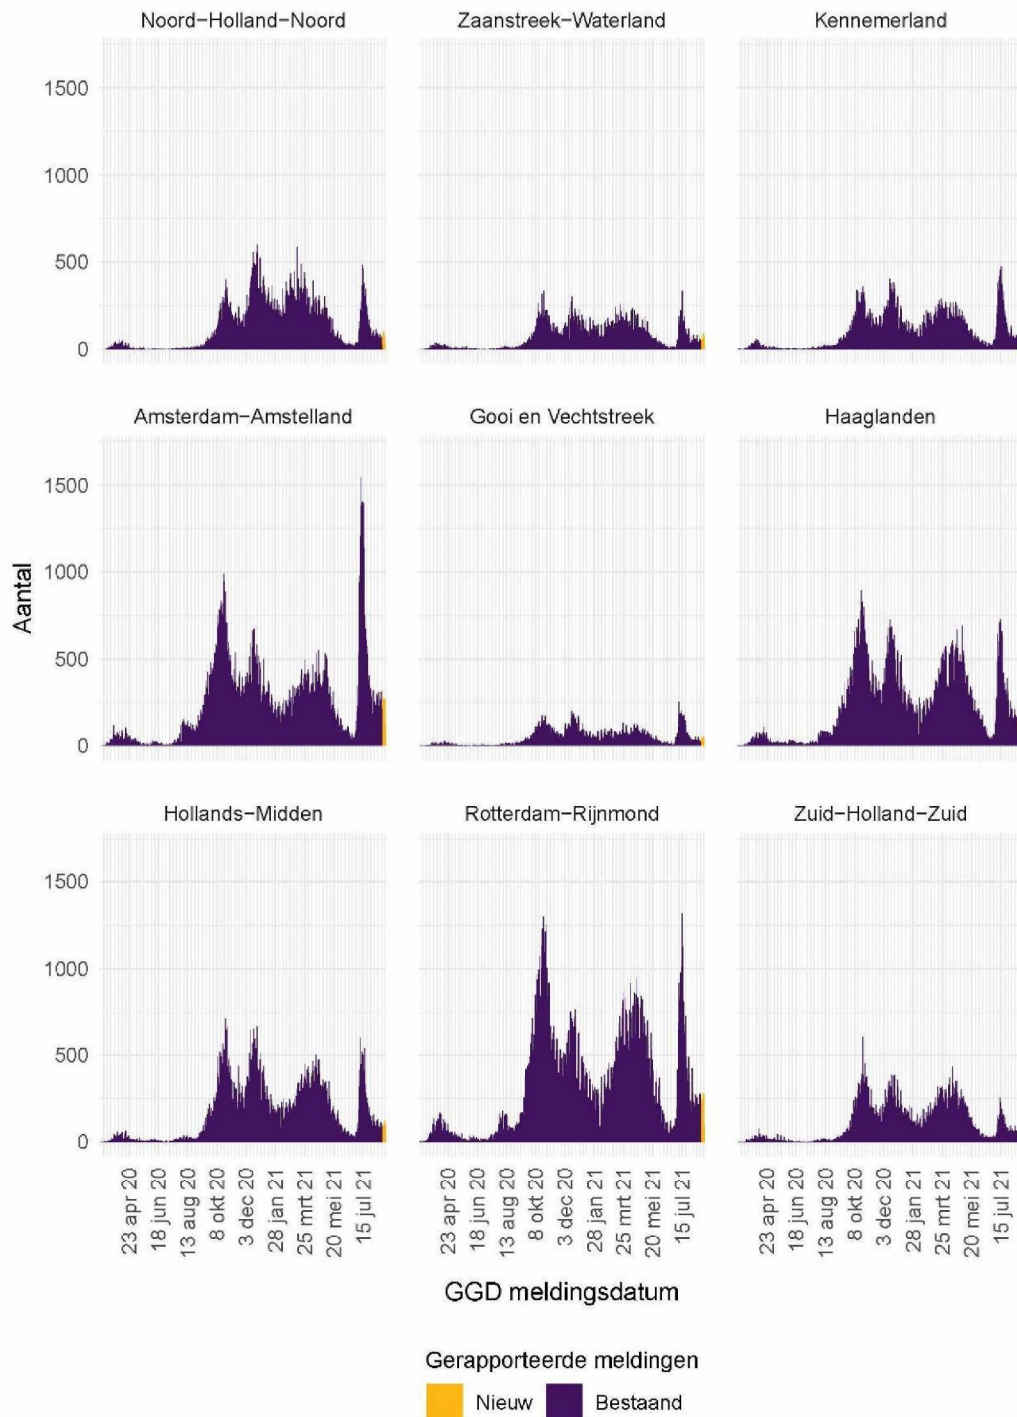 Noord-Holland-Noord
Zaanstreek-Waterland
Kennemerland
1500
1000
500
0
Amsterdam-Amstelland
Gooi en Vechtstreek
Haaglanden
1500
1000
500
0
Aantal
Hollands-Midden
Rotterdam-Rijnmond
Zuid-Holland-Zuid
1500
1000
500
0
23 apr 20
18 jun 20
13 aug 20
8 okt 20
3 dec 20
28 jan 21
25 mrt 21
20 mei 21
15 jul 21
23 apr 20
18 jun 20
13 aug 20
8 okt 20
3 dec 20
28 jan 21
25 mrt 21
20 mei 21
15 jul 21
23 apr 20
18 jun 20
13 aug 20
8 okt 20
3 dec 20
28 jan 21
25 mrt 21
20 mei 21
15 jul 21
GGD meldingsdatum
Gerapporteerde meldingen
Nieuw
Bestaand